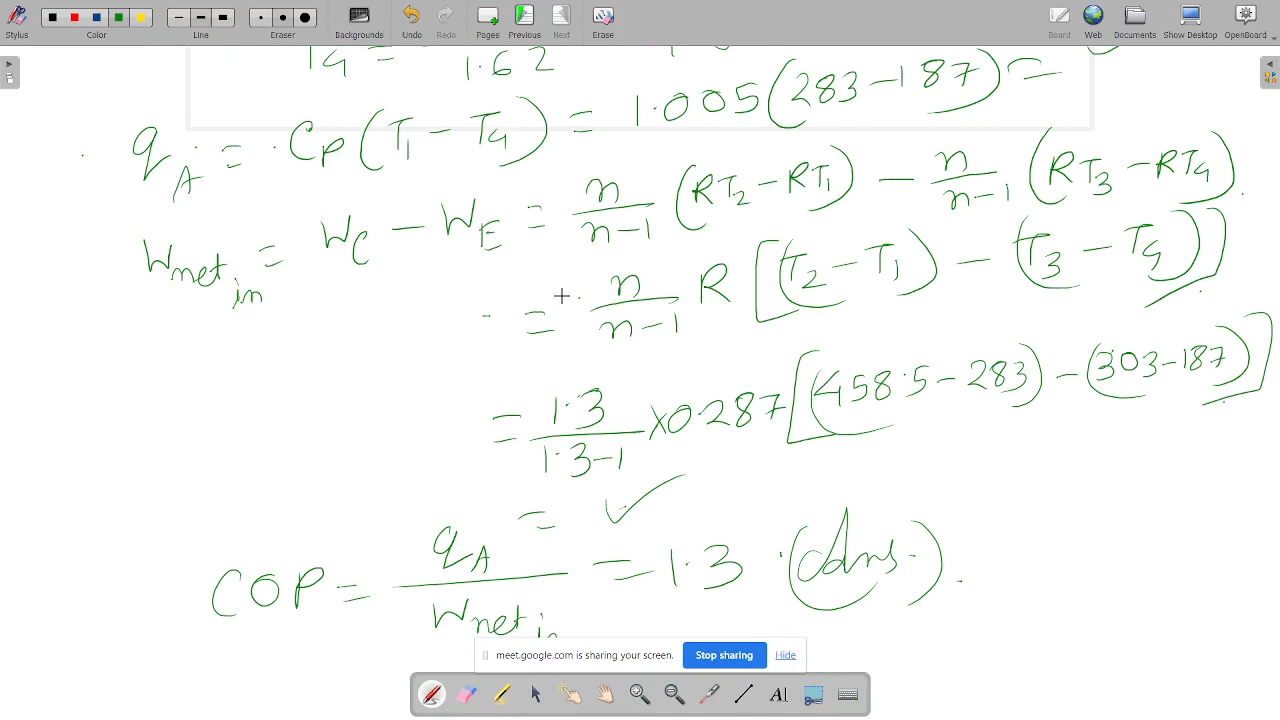 Stylus Color Line Eraser Backgrounds Undo Redo Pages Previous Next Erase Board Web Documents Show Desktop OpenBoard
T4 = 1.62
qA = CP (T1 - T4) = 1.005 (283 - 187) =
Wnet in = WC - WE = n/(n-1) (RT2 - RT1) - n/(n-1) (RT3 - RT4)
= n/(n-1) R [(T2 - T1) - (T3 - T4)]
= 1.3/(1.3-1) × 0.287 [(458.5 - 283) - (303 - 187)]
= ✓
COP = qA/Wnet in = 1.3 (Ans.)
meet.google.com is sharing your screen. Stop sharing Hide